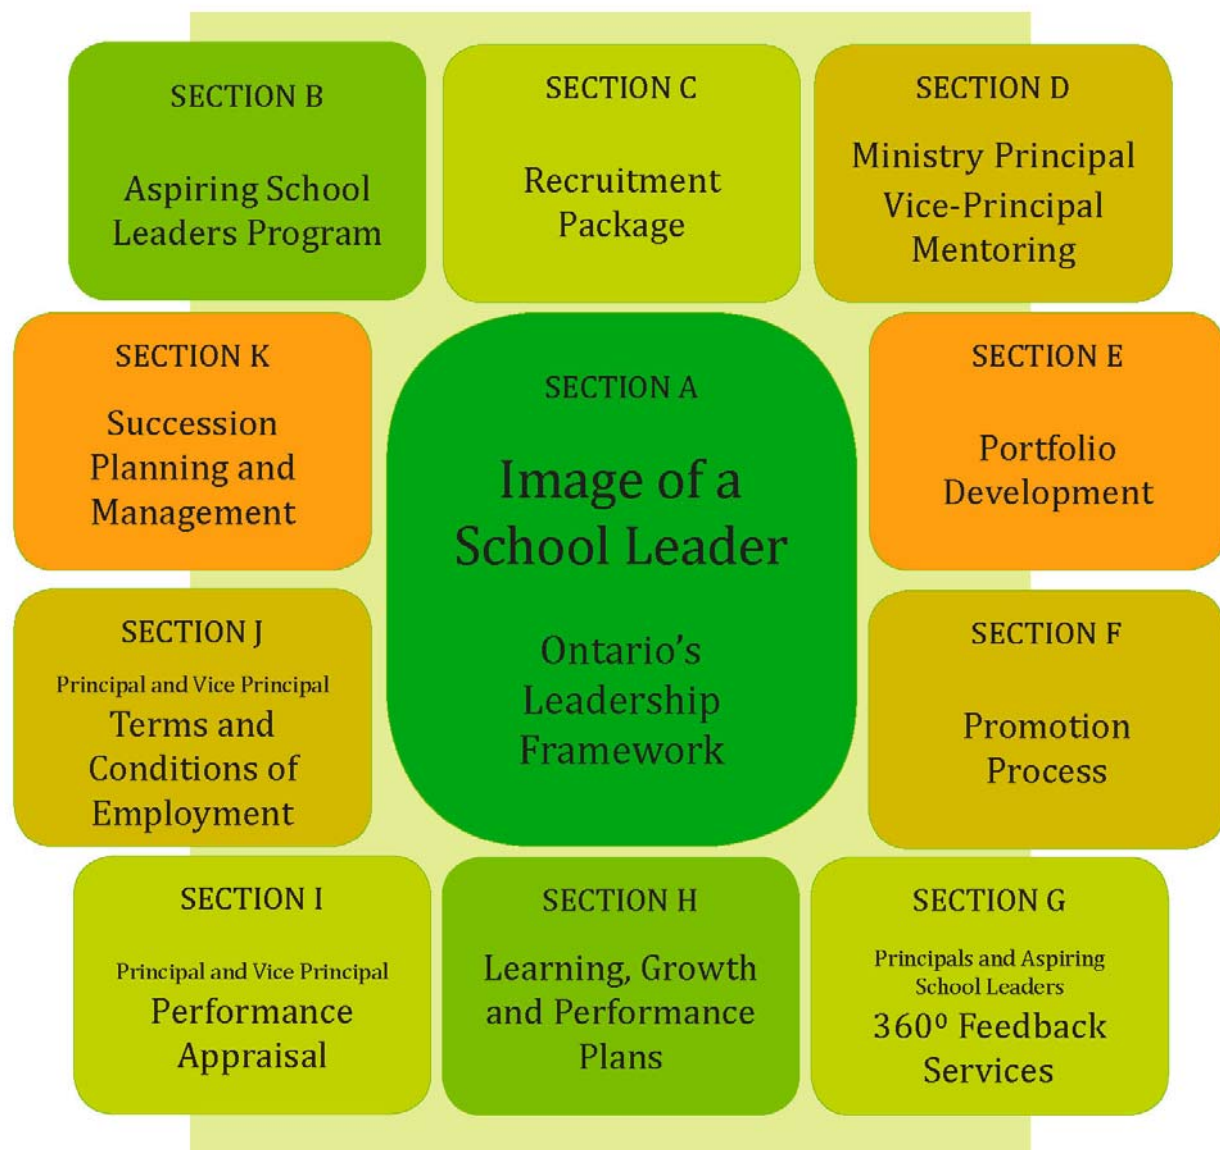 SECTION B
Aspiring School
Leaders Program
SECTION C
Recruitment
Package
SECTION D
Ministry Principal
Vice-Principal
Mentoring
SECTION K
Succession
Planning and
Management
SECTION A
Image of a
School Leader
Ontario’s
Leadership
Framework
SECTION E
Portfolio
Development
SECTION J
Principal and Vice Principal
Terms and
Conditions of
Employment
SECTION F
Promotion
Process
SECTION I
Principal and Vice Principal
Performance
Appraisal
SECTION H
Learning, Growth
and Performance
Plans
SECTION G
Principals and Aspiring
School Leaders
360º Feedback
Services